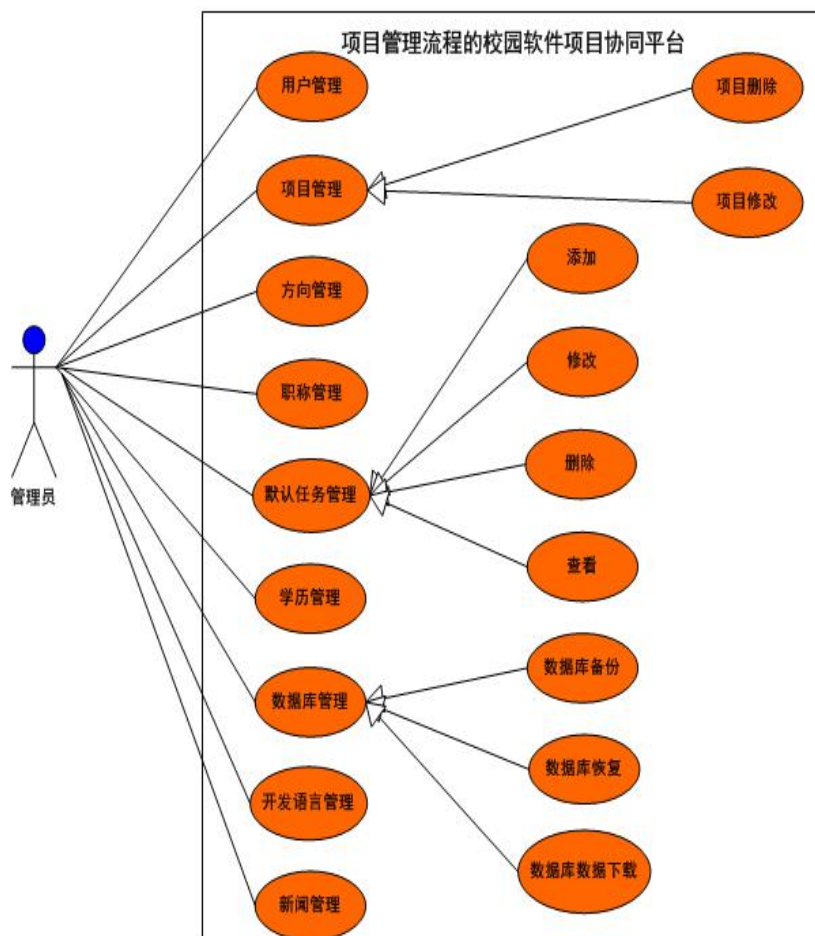 项目管理流程的校园软件项目协同平台
用户管理
项目删除
项目管理
项目修改
添加
方向管理
修改
职称管理
删除
默认任务管理
管理员
查看
学历管理
数据库备份
数据库管理
数据库恢复
开发语言管理
数据库数据下载
新闻管理